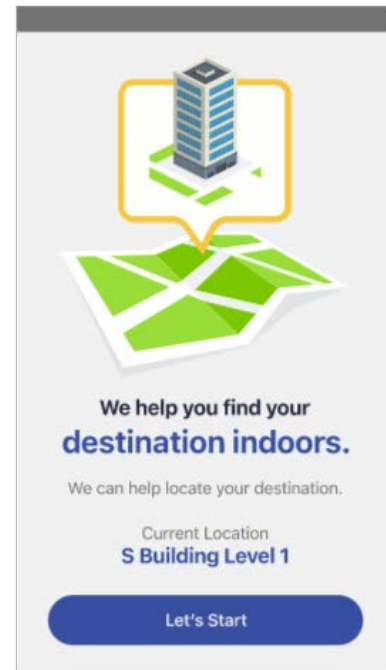 We help you find your
destination indoors.
We can help locate your destination.
Current Location
S Building Level 1
Let's Start